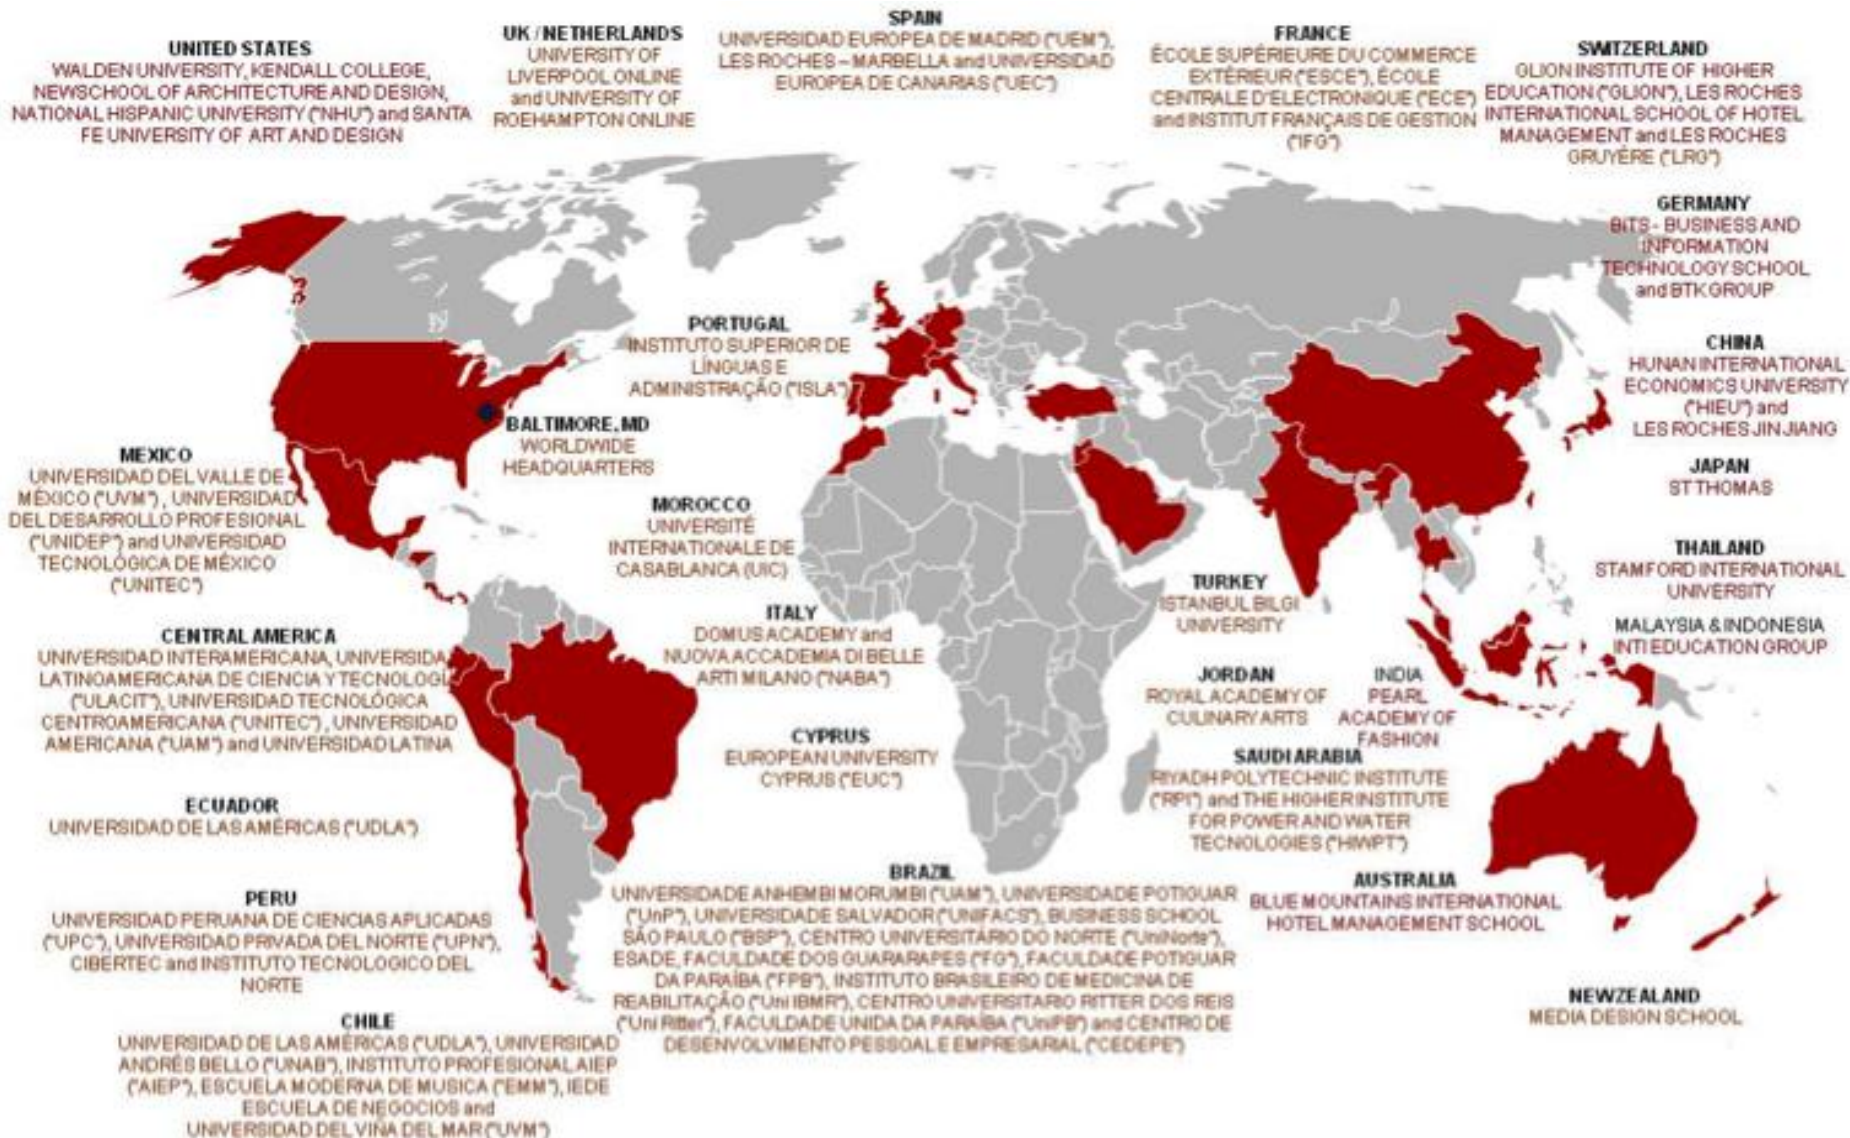 UNITED STATES
WALDEN UNIVERSITY, KENDALL COLLEGE,
NEWSCHOOL OF ARCHITECTURE AND DESIGN,
NATIONAL HISPANIC UNIVERSITY ("NHU") and SANTA
FE UNIVERSITY OF ART AND DESIGN
UK / NETHERLANDS
UNIVERSITY OF
LIVERPOOL ONLINE
and UNIVERSITY OF
ROEHAMPTON ONLINE
SPAIN
UNIVERSIDAD EUROPEA DE MADRID ("UEM"),
LES ROCHES – MARBELLA and UNIVERSIDAD
EUROPEA DE CANARIAS ("UEC")
FRANCE
ÉCOLE SUPÉRIEURE DU COMMERCE
EXTÉRIEUR ("ESCE"), ÉCOLE
CENTRALE D'ELECTRONIQUE ("ECE")
and INSTITUT FRANÇAIS DE GESTION
("IFG")
SWITZERLAND
GLION INSTITUTE OF HIGHER
EDUCATION ("GLION"), LES ROCHES
INTERNATIONAL SCHOOL OF HOTEL
MANAGEMENT and LES ROCHES
GRUYÈRE ("LRG")
GERMANY
BITS - BUSINESS AND
INFORMATION
TECHNOLOGY SCHOOL
and BTK GROUP
PORTUGAL
INSTITUTO SUPERIOR DE
LÍNGUAS E
ADMINISTRAÇÃO ("ISLA")
CHINA
HUNAN INTERNATIONAL
ECONOMICS UNIVERSITY
("HIEU") and
LES ROCHES JIN JIANG
BALTIMORE, MD
WORLDWIDE
HEADQUARTERS
MEXICO
UNIVERSIDAD DEL VALLE DE
MÉXICO ("UVM") , UNIVERSIDAD
DEL DESARROLLO PROFESIONAL
("UNIDEP") and UNIVERSIDAD
TECNOLÓGICA DE MÉXICO
("UNITEC")
JAPAN
ST THOMAS
MOROCCO
UNIVERSITÉ
INTERNATIONALE DE
CASABLANCA (UIC)
THAILAND
STAMFORD INTERNATIONAL
UNIVERSITY
TURKEY
ISTANBUL BILGI
UNIVERSITY
ITALY
DOMUS ACADEMY and
NUOVA ACCADEMIA DI BELLE
ARTI MILANO ("NABA")
MALAYSIA & INDONESIA
INTI EDUCATION GROUP
CENTRAL AMERICA
UNIVERSIDAD INTERAMERICANA, UNIVERSIDA
LATINOAMERICANA DE CIENCIA Y TECNOLOGÍ
("ULACIT"), UNIVERSIDAD TECNOLÓGICA
CENTROAMERICANA ("UNITEC") , UNIVERSIDAD
AMERICANA ("UAM") and UNIVERSIDAD LATINA
JORDAN
ROYAL ACADEMY OF
CULINARY ARTS
INDIA
PEARL
ACADEMY OF
FASHION
CYPRUS
EUROPEAN UNIVERSITY
CYPRUS ("EUC")
SAUDI ARABIA
RIYADH POLYTECHNIC INSTITUTE
("RPI") and THE HIGHER INSTITUTE
FOR POWER AND WATER
TECHNOLOGIES ("HIWPT")
ECUADOR
UNIVERSIDAD DE LAS AMÉRICAS ("UDLA")
BRAZIL
UNIVERSIDADE ANHEMBI MORUMBI ("UAM"), UNIVERSIDADE POTIGUAR
("UnP"), UNIVERSIDADE SALVADOR ("UNIFACS"), BUSINESS SCHOOL
SÃO PAULO ("BSP"), CENTRO UNIVERSITÁRIO DO NORTE ("UniNorte"),
ESADE, FACULDADE DOS GUARARAPES ("FG"), FACULDADE POTIGUAR
DA PARAÍBA ("FPB"), INSTITUTO BRASILEIRO DE MEDICINA DE
REABILITAÇÃO ("Uni IBMR"), CENTRO UNIVERSITARIO RITTER DOS REIS
("Uni Ritter"), FACULDADE UNIDA DA PARAÍBA ("UniPB") and CENTRO DE
DESENVOLVIMENTO PESSOAL E EMPRESARIAL ("CEDEPE")
AUSTRALIA
BLUE MOUNTAINS INTERNATIONAL
HOTEL MANAGEMENT SCHOOL
PERU
UNIVERSIDAD PERUANA DE CIENCIAS APLICADAS
("UPC"), UNIVERSIDAD PRIVADA DEL NORTE ("UPN"),
CIBERTEC and INSTITUTO TECNOLOGICO DEL
NORTE
NEW ZEALAND
MEDIA DESIGN SCHOOL
CHILE
UNIVERSIDAD DE LAS AMÉRICAS ("UDLA"), UNIVERSIDAD
ANDRÉS BELLO ("UNAB"), INSTITUTO PROFESIONAL AIEP
("AIEP"), ESCUELA MODERNA DE MUSICA ("EMM"), IEDE
ESCUELA DE NEGOCIOS and
UNIVERSIDAD DEL VIÑA DEL MAR ("UVM")